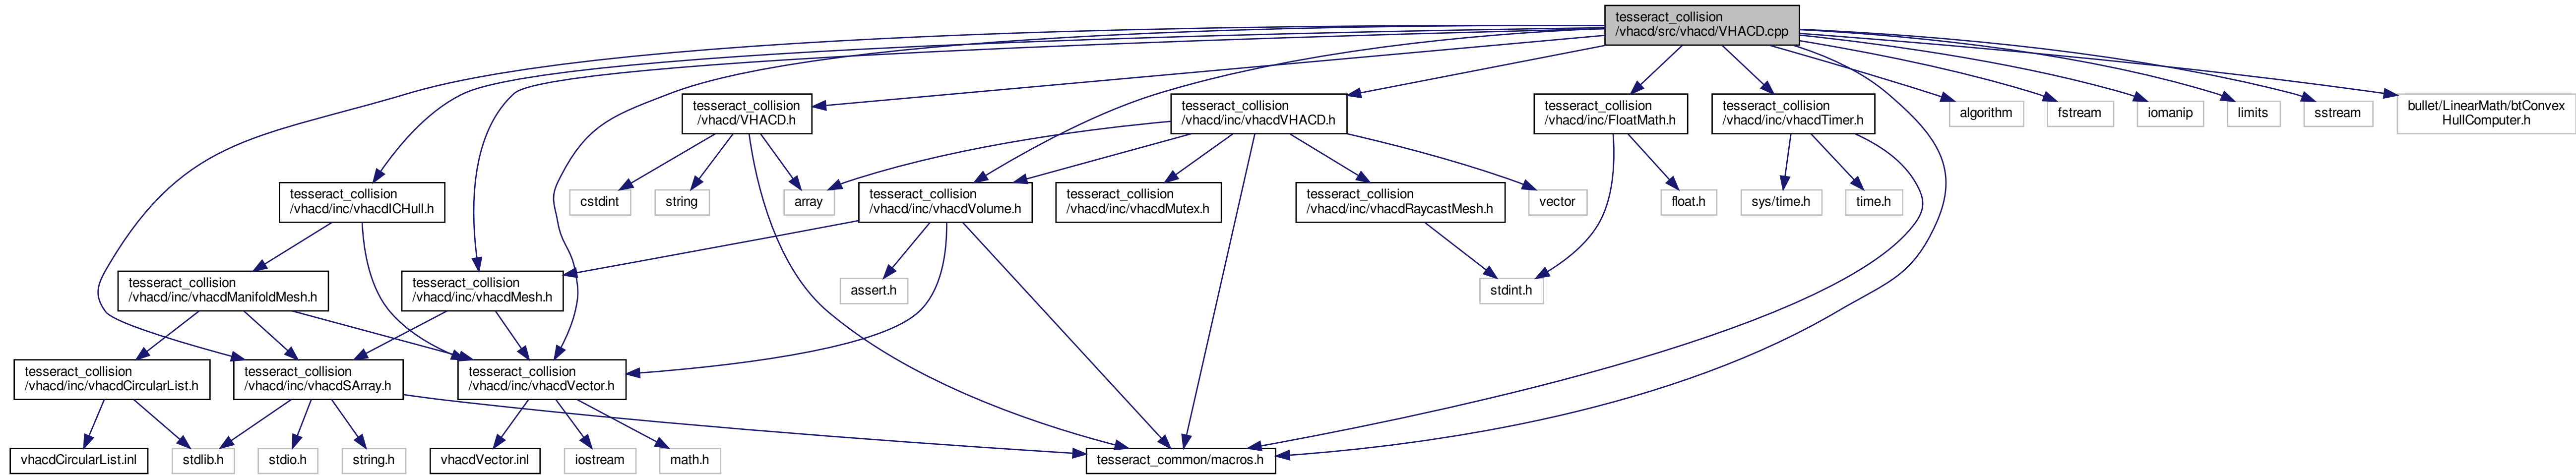 tesseract_collision
/vhacd/src/vhacd/VHACD.cpp
tesseract_collision
/vhacd/VHACD.h
tesseract_collision
/vhacd/inc/vhacdVHACD.h
tesseract_collision
/vhacd/inc/FloatMath.h
tesseract_collision
/vhacd/inc/vhacdTimer.h
algorithm
fstream
iomanip
limits
sstream
bullet/LinearMath/btConvex
HullComputer.h
tesseract_collision
/vhacd/inc/vhacdICHull.h
cstdint
string
array
tesseract_collision
/vhacd/inc/vhacdVolume.h
tesseract_collision
/vhacd/inc/vhacdMutex.h
tesseract_collision
/vhacd/inc/vhacdRaycastMesh.h
vector
float.h
sys/time.h
time.h
tesseract_collision
/vhacd/inc/vhacdManifoldMesh.h
tesseract_collision
/vhacd/inc/vhacdMesh.h
assert.h
stdint.h
tesseract_collision
/vhacd/inc/vhacdCircularList.h
tesseract_collision
/vhacd/inc/vhacdSArray.h
tesseract_collision
/vhacd/inc/vhacdVector.h
vhacdCircularList.inl
stdlib.h
stdio.h
string.h
vhacdVector.inl
iostream
math.h
tesseract_common/macros.h